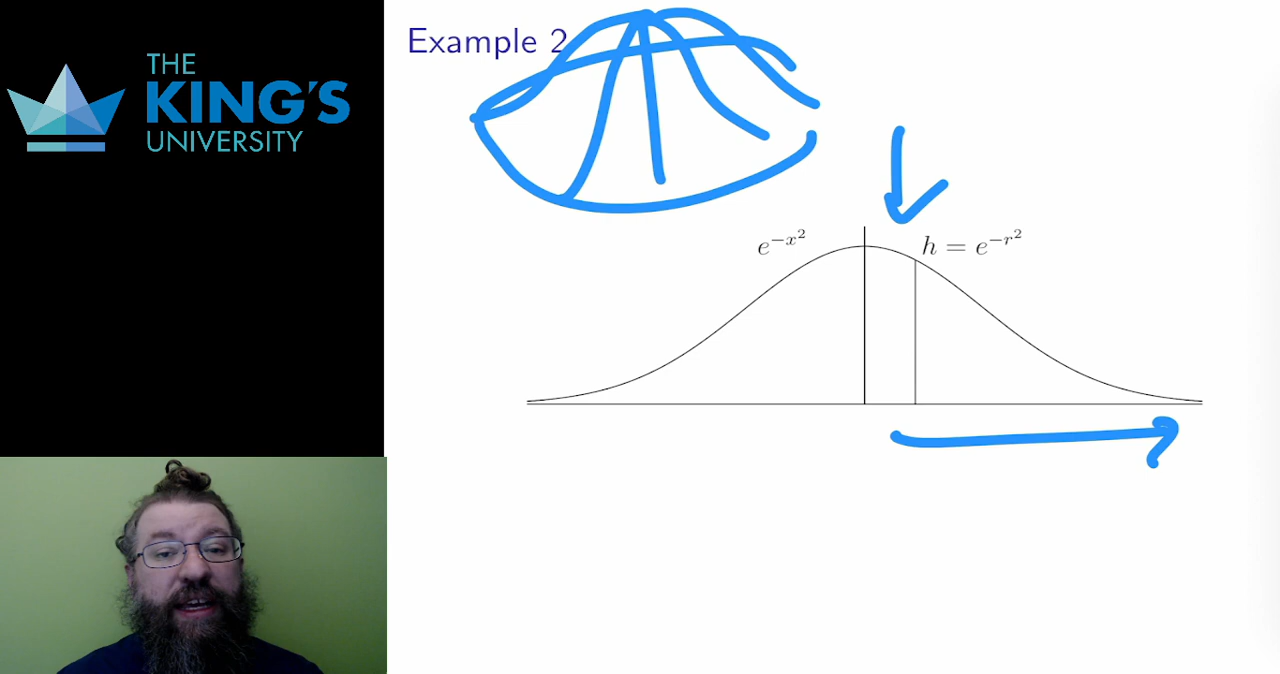 THE
KING'S
UNIVERSITY
Example 2
e^{-x^2}
h = e^{-r^2}